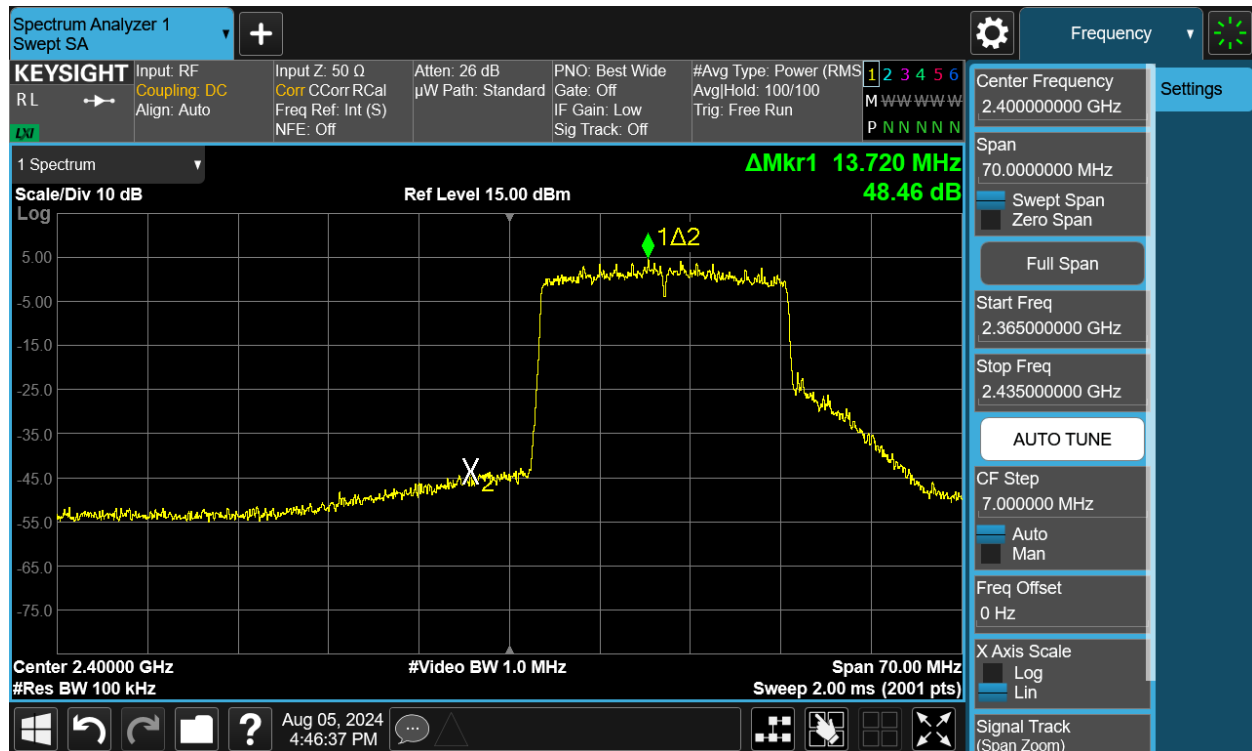 Spectrum Analyzer 1
Swept SA
Frequency
KEYSIGHT
R L
LXI
Input: RF
Coupling: DC
Align: Auto
Input Z: 50 Ω
Corr CCorr RCal
Freq Ref: Int (S)
NFE: Off
Atten: 26 dB
µW Path: Standard
PNO: Best Wide
Gate: Off
IF Gain: Low
Sig Track: Off
#Avg Type: Power (RMS
Avg|Hold: 100/100
Trig: Free Run
1 2 3 4 5 6
M W W W W W
P N N N N N
1 Spectrum
ΔMkr1 13.720 MHz
48.46 dB
Scale/Div 10 dB
Ref Level 15.00 dBm
Log
5.00
-5.00
-15.0
-25.0
-35.0
-45.0
-55.0
-65.0
-75.0
1Δ2
X2
Center 2.40000 GHz
#Video BW 1.0 MHz
Span 70.00 MHz
#Res BW 100 kHz
Sweep 2.00 ms (2001 pts)
Aug 05, 2024
4:46:37 PM
Center Frequency
2.400000000 GHz
Span
70.0000000 MHz
Swept Span
Zero Span
Full Span
Start Freq
2.365000000 GHz
Stop Freq
2.435000000 GHz
AUTO TUNE
CF Step
7.000000 MHz
Auto
Man
Freq Offset
0 Hz
X Axis Scale
Log
Lin
Signal Track
(Span Zoom)
Settings